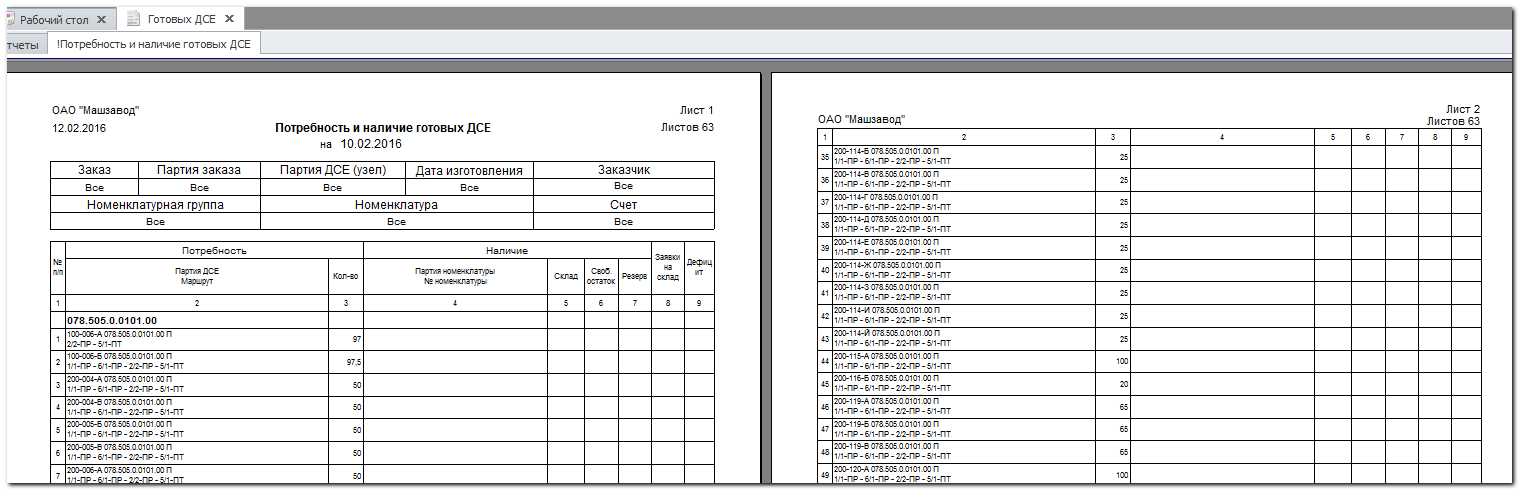 Рабочий стол
Готовых ДСЕ
тчеты
!Потребность и наличие готовых ДСЕ
ОАО "Машзавод"
Лист 1
12.02.2016
Потребность и наличие готовых ДСЕ
Листов 63
на 10.02.2016
Заказ Партия заказа Партия ДСЕ (узел) Дата изготовления Заказчик
Все Все Все Все Все
Номенклатурная группа Номенклатура Счет
Все Все Все
№ п/п Потребность Наличие Заявки на склад Дефицит
Партия ДСЕ Маршрут Кол-во Партия номенклатуры № номенклатуры Склад Своб. остаток Резерв
1 2 3 4 5 6 7 8 9
078.505.0.0101.00
1 100-006-А 078.505.0.0101.00 П
2/2-ПР - 5/1-ПТ 97
2 100-006-Б 078.505.0.0101.00 П
1/1-ПР - 6/1-ПР - 2/2-ПР - 5/1-ПТ 97,5
3 200-004-А 078.505.0.0101.00 П
1/1-ПР - 6/1-ПР - 2/2-ПР - 5/1-ПТ 50
4 200-004-В 078.505.0.0101.00 П
1/1-ПР - 6/1-ПР - 2/2-ПР - 5/1-ПТ 50
5 200-005-Б 078.505.0.0101.00 П
1/1-ПР - 6/1-ПР - 2/2-ПР - 5/1-ПТ 50
6 200-005-В 078.505.0.0101.00 П
1/1-ПР - 6/1-ПР - 2/2-ПР - 5/1-ПТ 50
7 200-006-А 078.505.0.0101.00 П
1/1-ПР - 6/1-ПР - 2/2-ПР - 5/1-ПТ 50
Лист 2
ОАО "Машзавод"
Листов 63
1 2 3 4 5 6 7 8 9
35 200-114-Б 078.505.0.0101.00 П
1/1-ПР - 6/1-ПР - 2/2-ПР - 5/1-ПТ 25
36 200-114-В 078.505.0.0101.00 П
1/1-ПР - 6/1-ПР - 2/2-ПР - 5/1-ПТ 25
37 200-114-Г 078.505.0.0101.00 П
1/1-ПР - 6/1-ПР - 2/2-ПР - 5/1-ПТ 25
38 200-114-Д 078.505.0.0101.00 П
1/1-ПР - 6/1-ПР - 2/2-ПР - 5/1-ПТ 25
39 200-114-Е 078.505.0.0101.00 П
1/1-ПР - 6/1-ПР - 2/2-ПР - 5/1-ПТ 25
40 200-114-Ж 078.505.0.0101.00 П
1/1-ПР - 6/1-ПР - 2/2-ПР - 5/1-ПТ 25
41 200-114-З 078.505.0.0101.00 П
1/1-ПР - 6/1-ПР - 2/2-ПР - 5/1-ПТ 25
42 200-114-И 078.505.0.0101.00 П
1/1-ПР - 6/1-ПР - 2/2-ПР - 5/1-ПТ 25
43 200-114-Й 078.505.0.0101.00 П
1/1-ПР - 6/1-ПР - 2/2-ПР - 5/1-ПТ 25
44 200-115-А 078.505.0.0101.00 П
1/1-ПР - 6/1-ПР - 2/2-ПР - 5/1-ПТ 100
45 200-116-Б 078.505.0.0101.00 П
1/1-ПР - 6/1-ПР - 2/2-ПР - 5/1-ПТ 20
46 200-119-А 078.505.0.0101.00 П
1/1-ПР - 6/1-ПР - 2/2-ПР - 5/1-ПТ 65
47 200-119-Б 078.505.0.0101.00 П
1/1-ПР - 6/1-ПР - 2/2-ПР - 5/1-ПТ 65
48 200-119-В 078.505.0.0101.00 П
1/1-ПР - 6/1-ПР - 2/2-ПР - 5/1-ПТ 65
49 200-120-А 078.505.0.0101.00 П
1/1-ПР - 6/1-ПР - 2/2-ПР - 5/1-ПТ 100